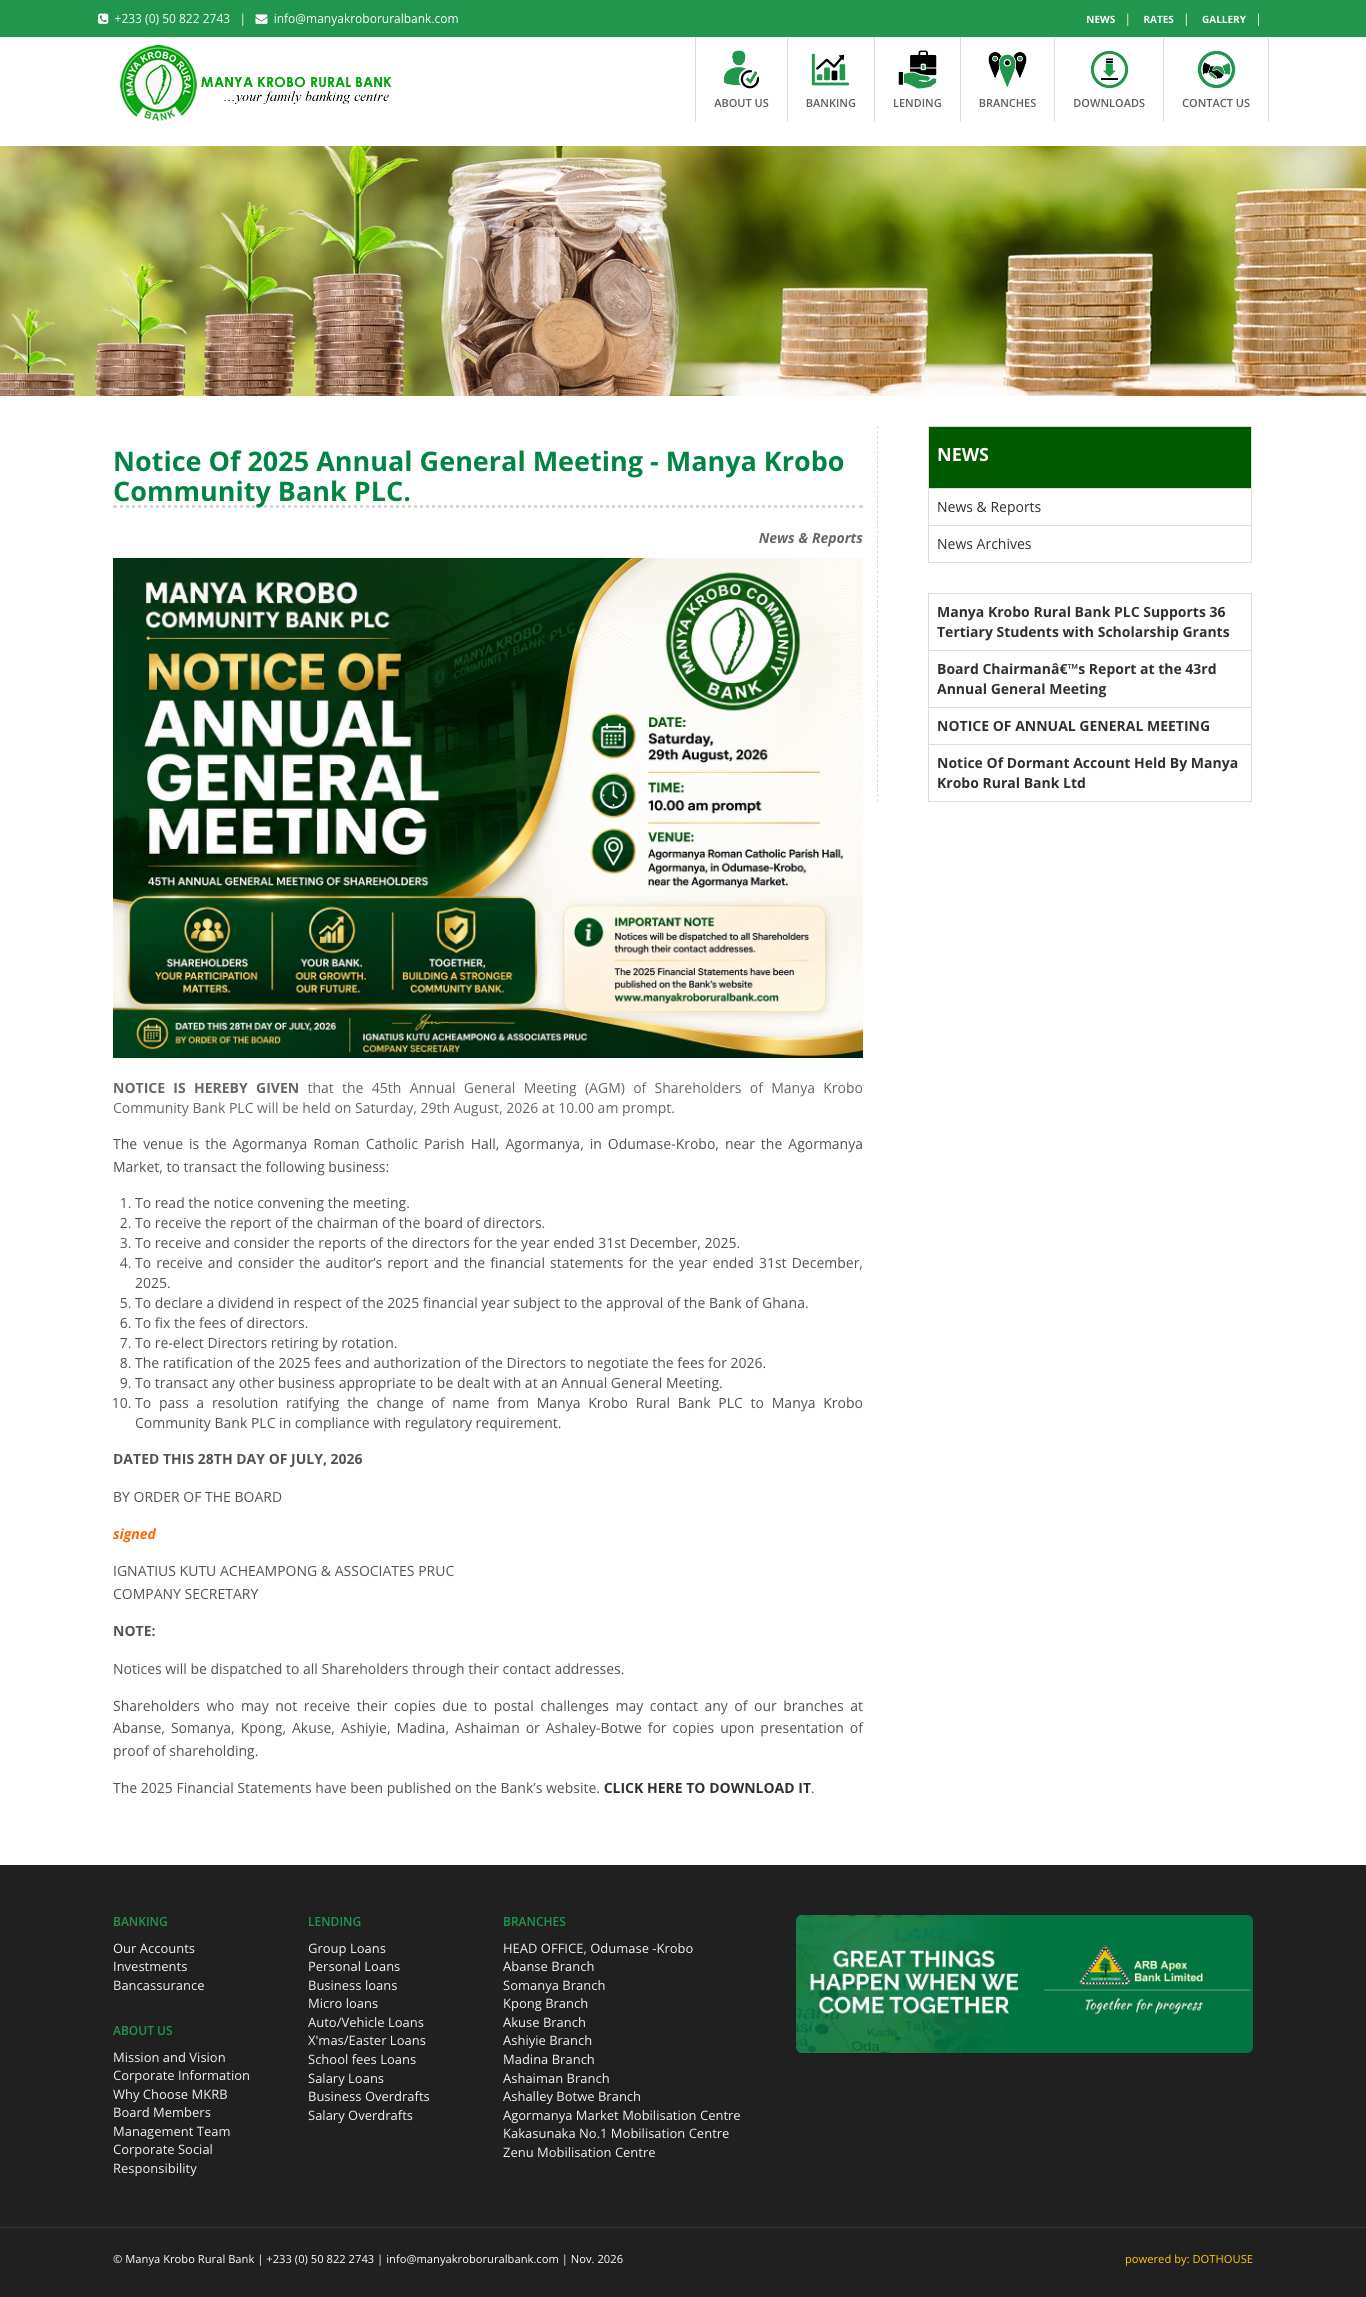 +233 (0) 50 822 2743 | info@manyakroboruralbank.com
NEWS | RATES | GALLERY |
MANYA KROBO RURAL BANK
MANYA KROBO RURAL BANK
...your family banking centre
ABOUT US
BANKING
LENDING
BRANCHES
DOWNLOADS
CONTACT US
Notice Of 2025 Annual General Meeting - Manya Krobo
Community Bank PLC.
News & Reports
MANYA KROBO
COMMUNITY BANK PLC
NOTICE OF
ANNUAL
GENERAL
MEETING
45TH ANNUAL GENERAL MEETING OF SHAREHOLDERS
MANYA KROBO
COMMUNITY BANK PLC
MANYA KROBO COMMUNITY BANK
DATE:
Saturday,
29th August, 2026
TIME:
10.00 am prompt
VENUE:
Agormanya Roman Catholic Parish Hall,
Agormanya, in Odumase-Krobo,
near the Agormanya Market.
SHAREHOLDERS
YOUR PARTICIPATION
MATTERS.
YOUR BANK.
OUR GROWTH.
OUR FUTURE.
TOGETHER,
BUILDING A STRONGER
COMMUNITY BANK.
IMPORTANT NOTE
Notices will be dispatched to all Shareholders
through their contact addresses.
The 2025 Financial Statements have been
published on the Bank's website
www.manyakroboruralbank.com
DATED THIS 28TH DAY OF JULY, 2026
BY ORDER OF THE BOARD
IGNATIUS KUTU ACHEAMPONG & ASSOCIATES PRUC
COMPANY SECRETARY
NOTICE IS HEREBY GIVEN that the 45th Annual General Meeting (AGM) of Shareholders of Manya Krobo
Community Bank PLC will be held on Saturday, 29th August, 2026 at 10.00 am prompt.
The venue is the Agormanya Roman Catholic Parish Hall, Agormanya, in Odumase-Krobo, near the Agormanya
Market, to transact the following business:
1. To read the notice convening the meeting.
2. To receive the report of the chairman of the board of directors.
3. To receive and consider the reports of the directors for the year ended 31st December, 2025.
4. To receive and consider the auditor's report and the financial statements for the year ended 31st December,
2025.
5. To declare a dividend in respect of the 2025 financial year subject to the approval of the Bank of Ghana.
6. To fix the fees of directors.
7. To re-elect Directors retiring by rotation.
8. The ratification of the 2025 fees and authorization of the Directors to negotiate the fees for 2026.
9. To transact any other business appropriate to be dealt with at an Annual General Meeting.
10. To pass a resolution ratifying the change of name from Manya Krobo Rural Bank PLC to Manya Krobo
Community Bank PLC in compliance with regulatory requirement.
DATED THIS 28TH DAY OF JULY, 2026
BY ORDER OF THE BOARD
signed
IGNATIUS KUTU ACHEAMPONG & ASSOCIATES PRUC
COMPANY SECRETARY
NOTE:
Notices will be dispatched to all Shareholders through their contact addresses.
Shareholders who may not receive their copies due to postal challenges may contact any of our branches at
Abanse, Somanya, Kpong, Akuse, Ashiyie, Madina, Ashaiman or Ashaley-Botwe for copies upon presentation of
proof of shareholding.
The 2025 Financial Statements have been published on the Bank's website. CLICK HERE TO DOWNLOAD IT.
NEWS
News & Reports
News Archives
Manya Krobo Rural Bank PLC Supports 36
Tertiary Students with Scholarship Grants
Board Chairmanâ€™s Report at the 43rd
Annual General Meeting
NOTICE OF ANNUAL GENERAL MEETING
Notice Of Dormant Account Held By Manya
Krobo Rural Bank Ltd
BANKING
Our Accounts
Investments
Bancassurance
ABOUT US
Mission and Vision
Corporate Information
Why Choose MKRB
Board Members
Management Team
Corporate Social
Responsibility
LENDING
Group Loans
Personal Loans
Business loans
Micro loans
Auto/Vehicle Loans
X'mas/Easter Loans
School fees Loans
Salary Loans
Business Overdrafts
Salary Overdrafts
BRANCHES
HEAD OFFICE, Odumase -Krobo
Abanse Branch
Somanya Branch
Kpong Branch
Akuse Branch
Ashiyie Branch
Madina Branch
Ashaiman Branch
Ashalley Botwe Branch
Agormanya Market Mobilisation Centre
Kakasunaka No.1 Mobilisation Centre
Zenu Mobilisation Centre
GREAT THINGS
HAPPEN WHEN WE
COME TOGETHER
LAKE
Kade
Oda
ARB Apex
Bank Limited
Together for progress
© Manya Krobo Rural Bank | +233 (0) 50 822 2743 | info@manyakroboruralbank.com | Nov. 2026
powered by: DOTHOUSE